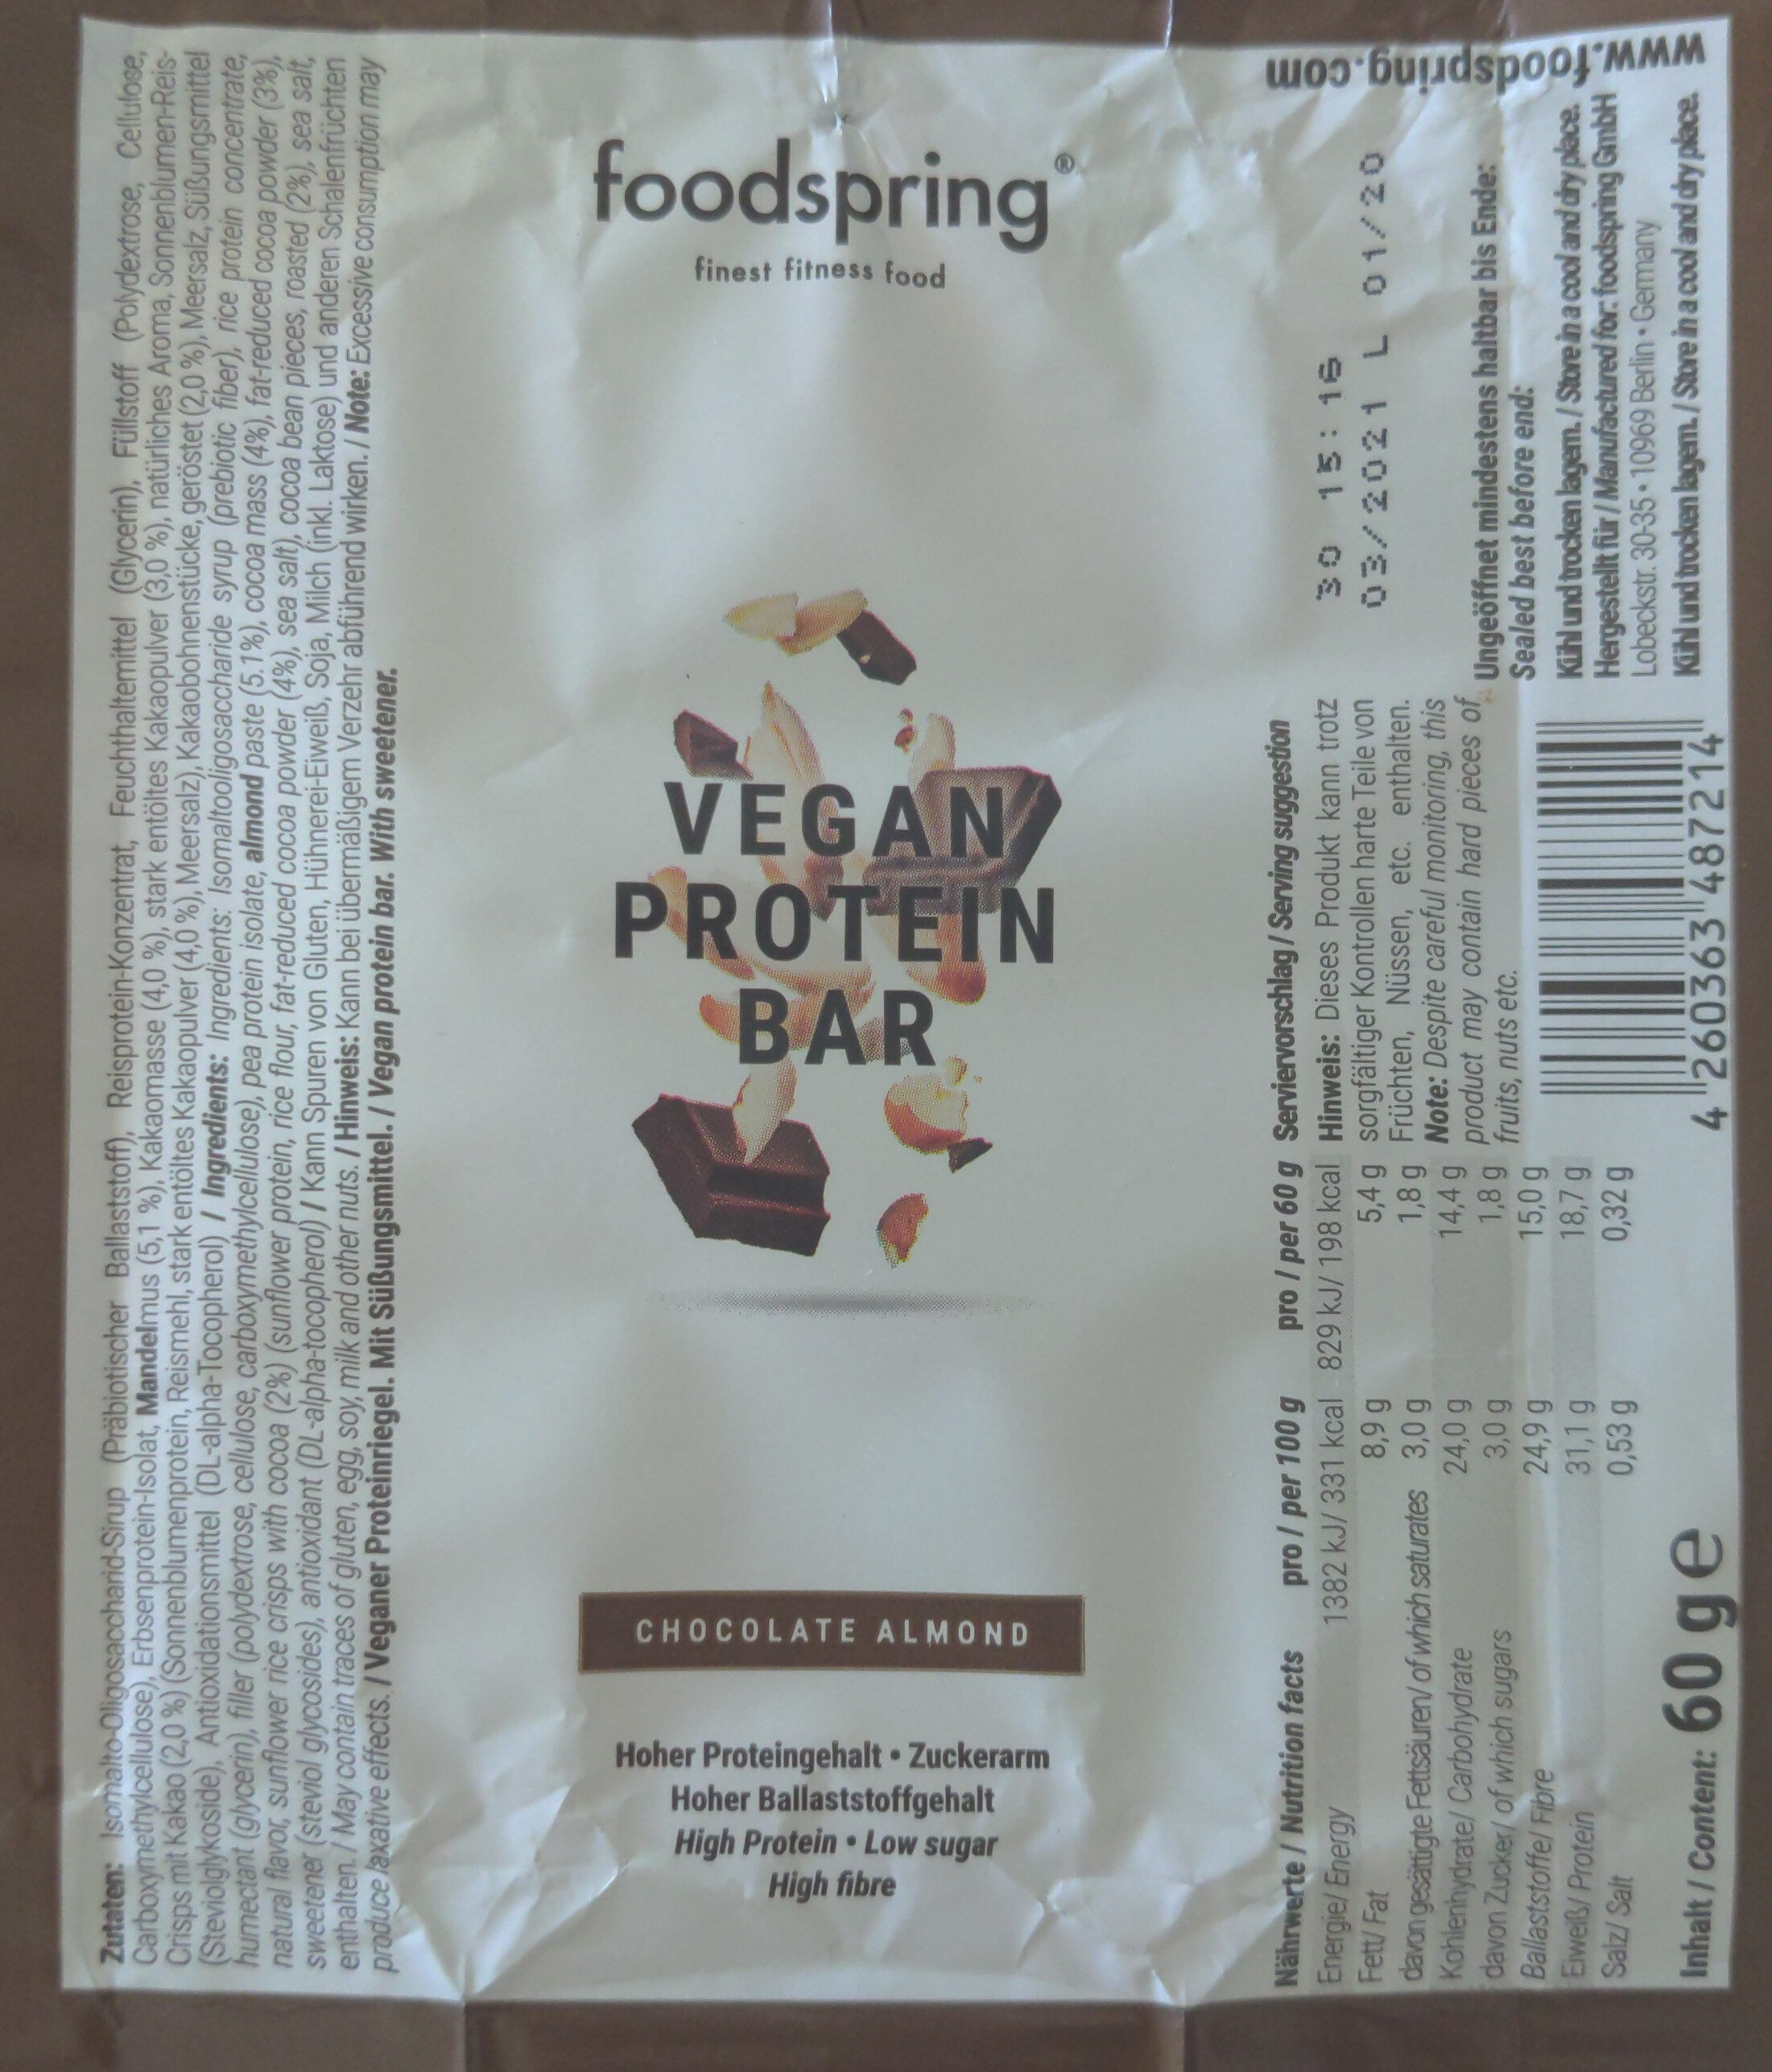 Zutaten: Isomalto-Oligosaccharid-Sirup (Präbiotischer Ballaststoff), Reisprotein-Konzentrat, Feuchthaltemittel (Glycerin), Füllstoff (Polydextrose, Cellulose,
Carboxymethylcellulose), Erbsenprotein-Isolat, Mandelmus (5,1 %), Kakaomasse (4,0 %), stark entöltes Kakaopulver (3,0 %), natürliches Aroma, Sonnenblumen-Reis-
Crisps mit Kakao (2,0 %) (Sonnenblumenprotein, Reismehl, stark entöltes Kakaopulver (4,0 %), Meersalz), Kakaobohnenstücke, geröstet (2,0 %), Meersalz, Süßungsmittel
(Steviolglykoside), Antioxidationsmittel (DL-alpha-Tocopherol) / Ingredients: Ingredients: Isomaltooligosaccharide syrup (prebiotic fiber), rice protein concentrate,
humectant (glycerin), filler (polydextrose, cellulose, carboxymethylcellulose), pea protein isolate, almond paste (5.1%), cocoa mass (4%), fat-reduced cocoa powder (3%),
natural flavor, sunflower rice crisps with cocoa (2%) (sunflower protein, rice flour, fat-reduced cocoa powder (4%), sea salt), cocoa bean pieces, roasted (2%), sea salt,
sweetener (steviol glycosides), antioxidant (DL-alpha-tocopherol) / Kann Spuren von Gluten, Hühnerei-Eiweiß, Soja, Milch (inkl. Laktose) und anderen Schalenfrüchten
enthalten. / May contain traces of gluten, egg, soy, milk and other nuts. / Hinweis: Kann bei übermäßigem Verzehr abführend wirken. / Note: Excessive consumption may
produce laxative effects. / Veganer Proteinriegel. Mit Süßungsmittel. / Vegan protein bar. With sweetener.
foodspring®
finest fitness food
VEGAN
PROTEIN
BAR
CHOCOLATE ALMOND
Hoher Proteingehalt • Zuckerarm
Hoher Ballaststoffgehalt
High Protein • Low sugar
High fibre
Nährwerte / Nutrition facts pro / per 100 g pro / per 60 g
Energie/ Energy 1382 kJ/ 331 kcal 829 kJ/ 198 kcal
Fett/ Fat 8,9 g 5,4 g
davon gesättigte Fettsäuren/ of which saturates 3,0 g 1,8 g
Kohlenhydrate/ Carbohydrate 24,0 g 14,4 g
davon Zucker/ of which sugars 3,0 g 1,8 g
Ballaststoffe/ Fibre 24,9 g 15,0 g
Eiweiß/ Protein 31,1 g 18,7 g
Salz/ Salt 0,53 g 0,32 g
Inhalt / Content: 60 g e
Serviervorschlag / Serving suggestion
Hinweis: Dieses Produkt kann trotz
sorgfältiger Kontrollen harte Teile von
Früchten, Nüssen, etc. enthalten.
Note: Despite careful monitoring, this
product may contain hard pieces of
fruits, nuts etc.
4 260363 487214
30 15:16
03/2021 L 01/20
Ungeöffnet mindestens haltbar bis Ende:
Sealed best before end:
Kühl und trocken lagern. / Store in a cool and dry place.
Hergestellt für / Manufactured for: foodspring GmbH
Lobeckstr. 30-35 • 10969 Berlin • Germany
Kühl und trocken lagern. / Store in a cool and dry place.
www.foodspring.com